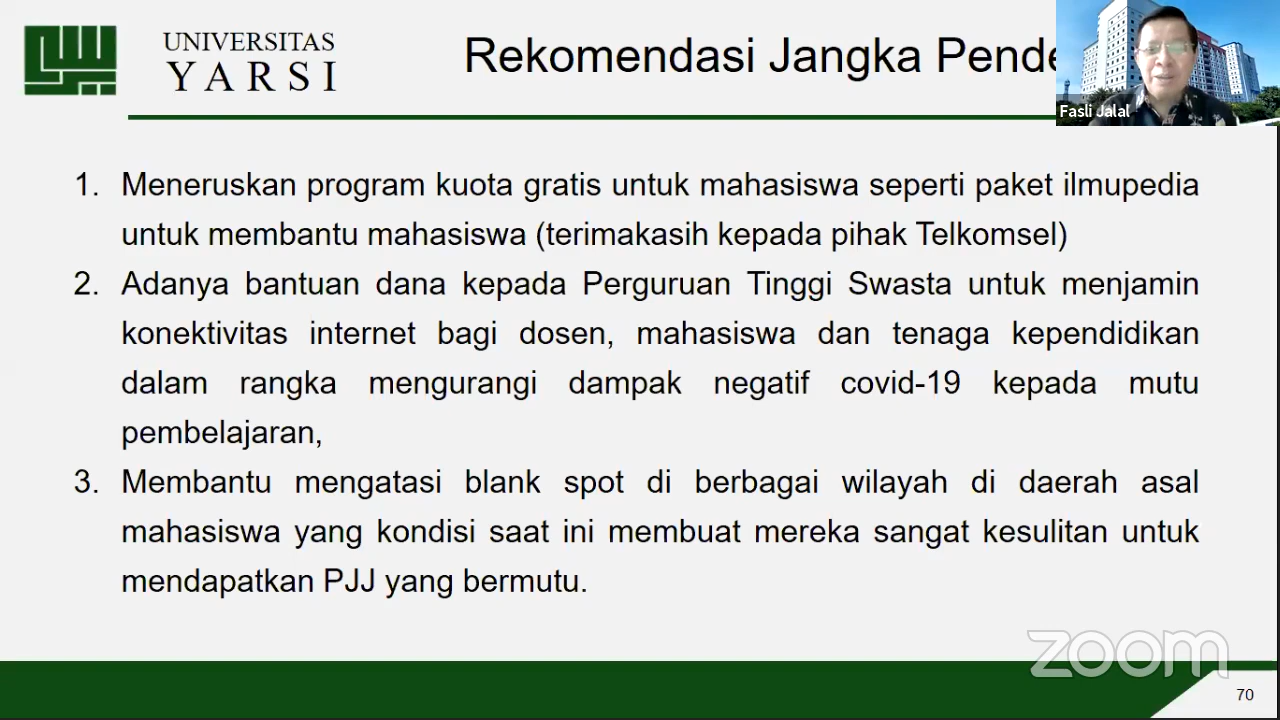 UNIVERSITAS
YARSI
Rekomendasi Jangka Pende
Fasli Jalal
1. Meneruskan program kuota gratis untuk mahasiswa seperti paket ilmupedia
untuk membantu mahasiswa (terimakasih kepada pihak Telkomsel)
2. Adanya bantuan dana kepada Perguruan Tinggi Swasta untuk menjamin
konektivitas internet bagi dosen, mahasiswa dan tenaga kependidikan
dalam rangka mengurangi dampak negatif covid-19 kepada mutu
pembelajaran,
3. Membantu mengatasi blank spot di berbagai wilayah di daerah asal
mahasiswa yang kondisi saat ini membuat mereka sangat kesulitan untuk
mendapatkan PJJ yang bermutu.
zoom
70